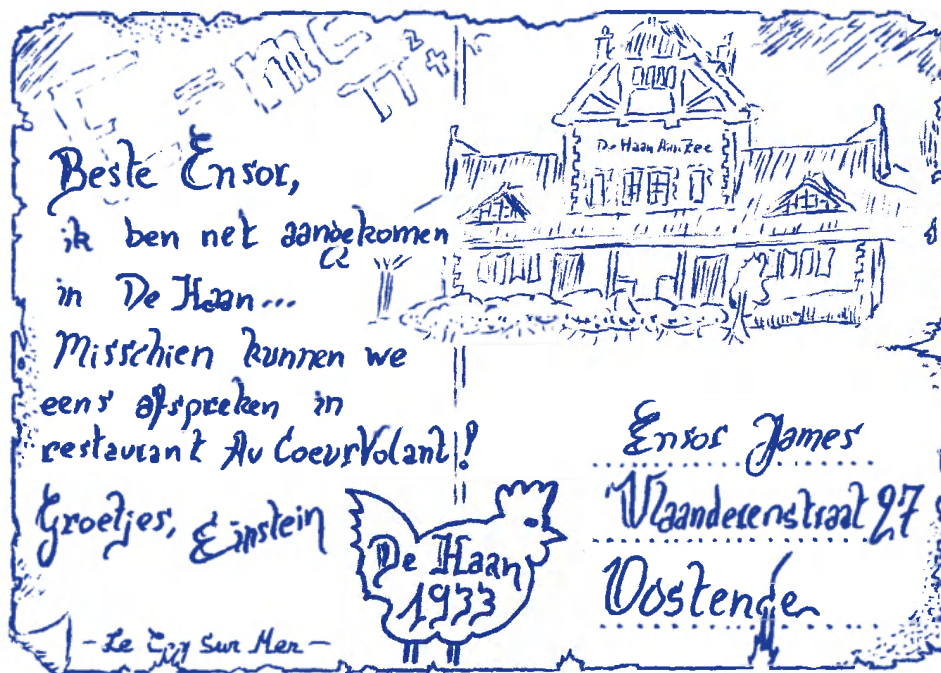 E = mc² + π
De Haan Aan Zee
Beste Ensor,
ik ben net aangekomen
in De Haan...
Misschien kunnen we
eens afspreken in
restaurant Au Coeur Volant!
Groetjes, Einstein
- Le Coq Sur Mer -
De Haan
1933
Ensor James
Vlaanderenstraat 27
Oostende